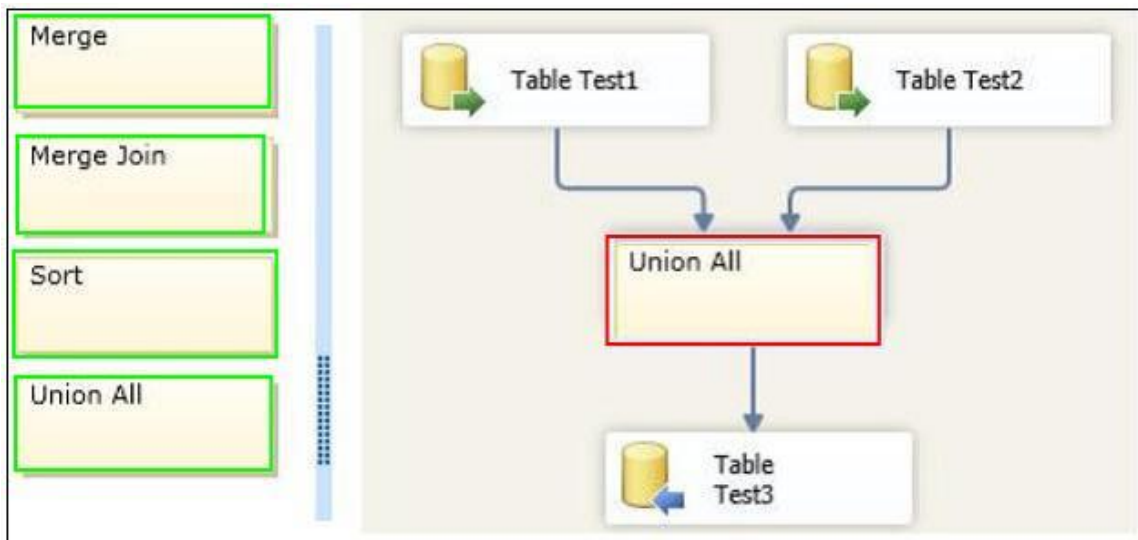 Merge
Merge Join
Sort
Union All
Table Test1
Table Test2
Union All
Table
Test3